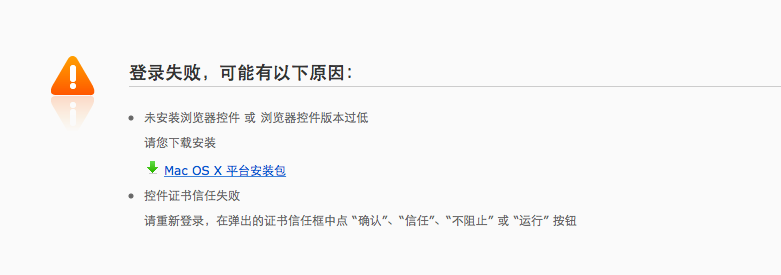 登录失败，可能有以下原因：
未安装浏览器控件 或 浏览器控件版本过低
请您下载安装
Mac OS X 平台安装包
控件证书信任失败
请重新登录，在弹出的证书信任框中点 “确认”、“信任”、“不阻止” 或 “运行” 按钮